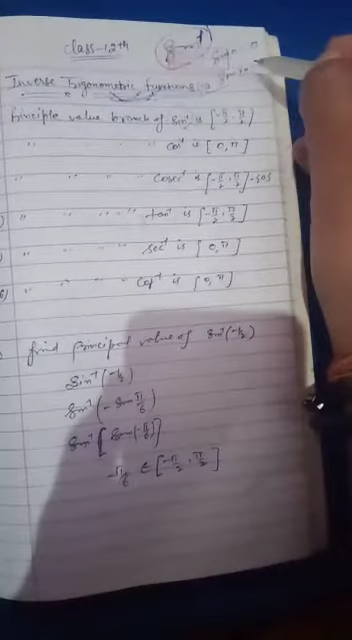 Class-12th
Inverse Trigonometric functions
Principle value branch of sin⁻¹ is [-π/2, π/2]
" " " " cos⁻¹ is [0, π]
" " " " cosec⁻¹ is [-π/2, π/2] - {0}
" " " " tan⁻¹ is [-π/2, π/2]
" " " " sec⁻¹ is [0, π]
" " " " cot⁻¹ is [0, π]
find principal value of sin⁻¹(-1/2)
sin⁻¹(-1/2)
sin⁻¹(-sin π/6)
sin⁻¹[sin(-π/6)]
-π/6 ∈ [-π/2, π/2]